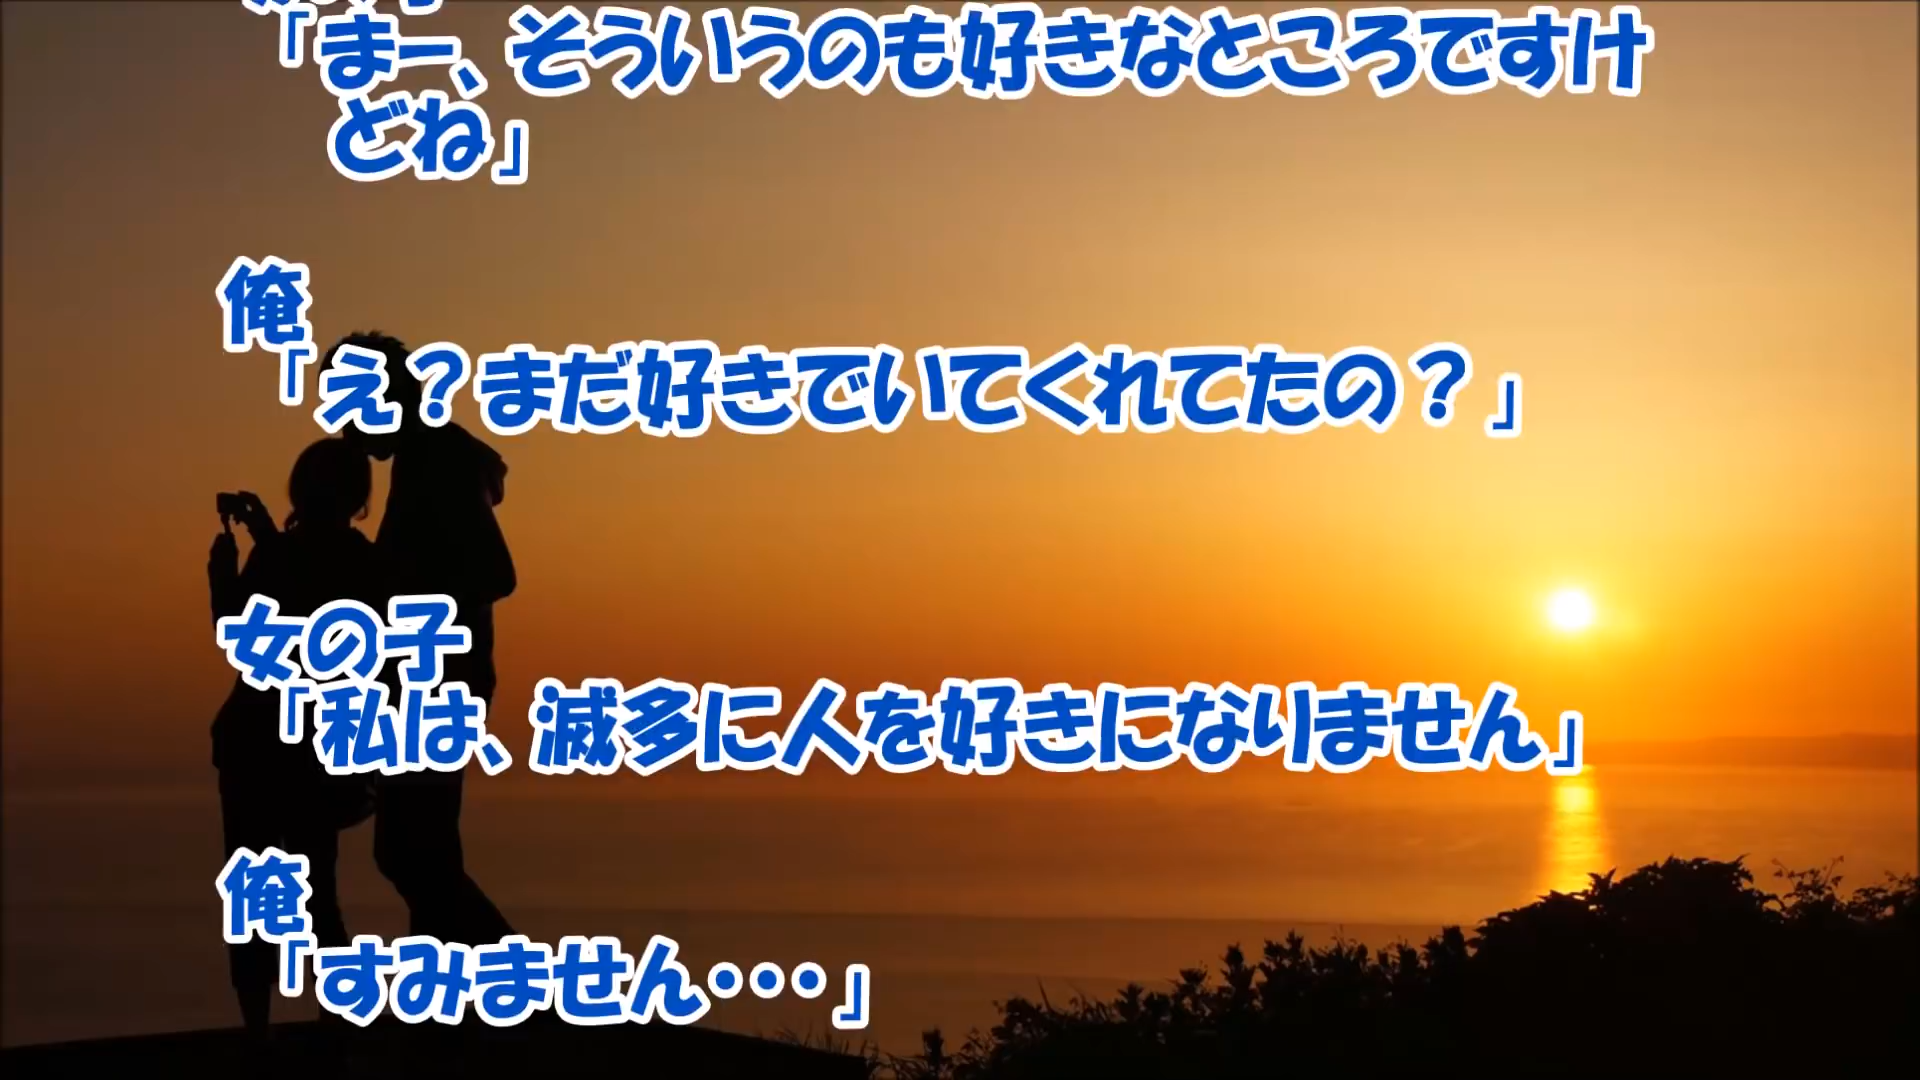 「まー、そういうのも好きなところですけ
どね」
俺
「え？まだ好きでいてくれてたの？」
女の子
「私は、滅多に人を好きになりません」
俺
「すみません・・・」